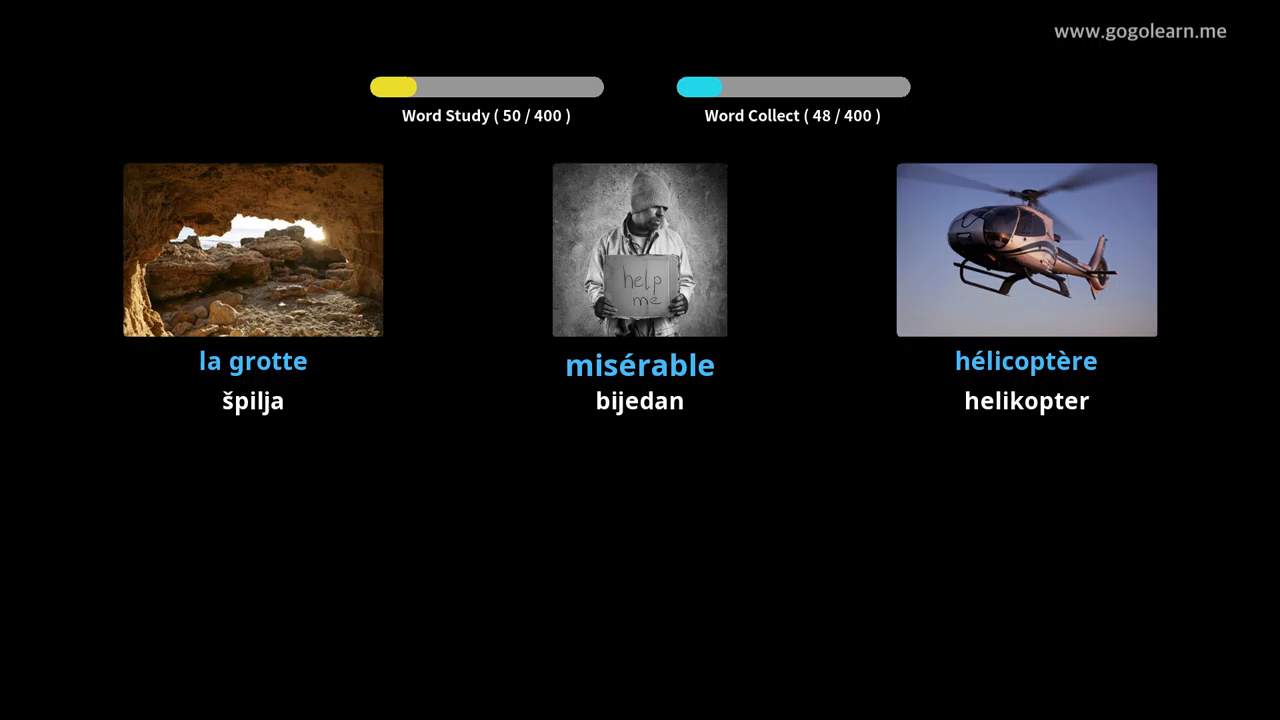 www.gogolearn.me
Word Study ( 50 / 400 )
Word Collect ( 48 / 400 )
help
me
la grotte
špilja
misérable
bijedan
hélicoptère
helikopter